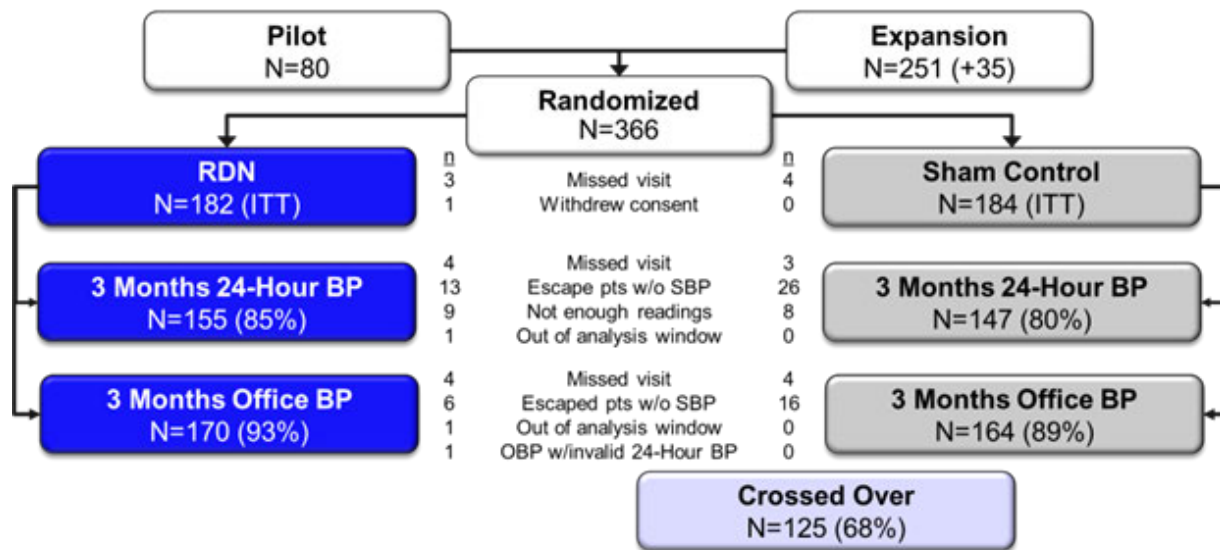 Pilot
N=80
Expansion
N=251 (+35)
Randomized
N=366
RDN
N=182 (ITT)
n n
3 Missed visit 4
1 Withdrew consent 0
Sham Control
N=184 (ITT)
3 Months 24-Hour BP
N=155 (85%)
4 Missed visit 3
13 Escape pts w/o SBP 26
9 Not enough readings 8
1 Out of analysis window 0
3 Months 24-Hour BP
N=147 (80%)
3 Months Office BP
N=170 (93%)
4 Missed visit 4
6 Escaped pts w/o SBP 16
1 Out of analysis window 0
1 OBP w/invalid 24-Hour BP 0
3 Months Office BP
N=164 (89%)
Crossed Over
N=125 (68%)